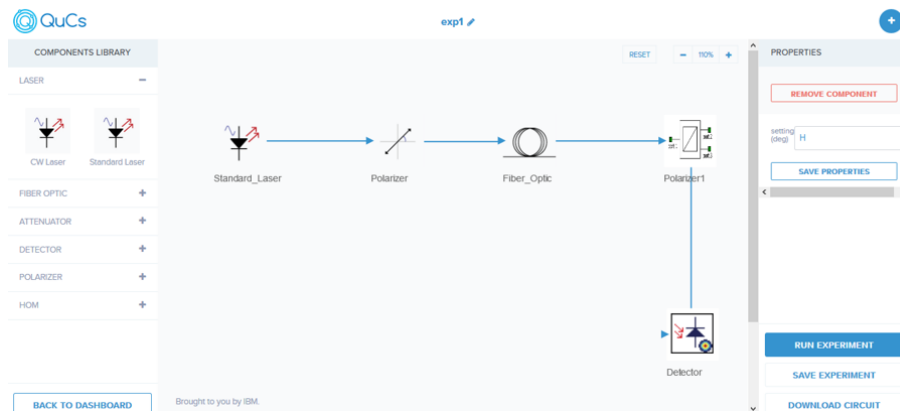 QuCs
exp1
+
COMPONENTS LIBRARY
RESET
− 110% +
PROPERTIES
LASER −
REMOVE COMPONENT
CW Laser
Standard Laser
setting
(deg)
H
SAVE PROPERTIES
Standard_Laser
Polarizer
Fiber_Optic
Polarizer1
FIBER OPTIC +
ATTENUATOR +
DETECTOR +
POLARIZER +
HOM +
Detector
RUN EXPERIMENT
SAVE EXPERIMENT
BACK TO DASHBOARD
Brought to you by IBM.
DOWNLOAD CIRCUIT